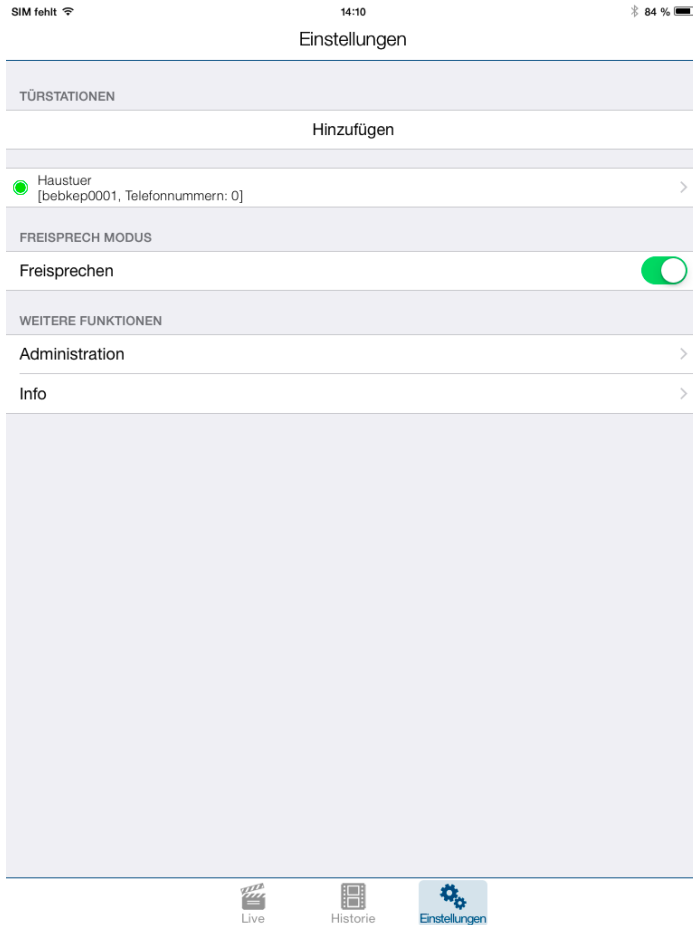 SIM fehlt 14:10 84 %
Einstellungen
TÜRSTATIONEN
Hinzufügen
Haustuer
[bebkep0001, Telefonnummern: 0]
FREISPRECH MODUS
Freisprechen
WEITERE FUNKTIONEN
Administration
Info
Live Historie Einstellungen